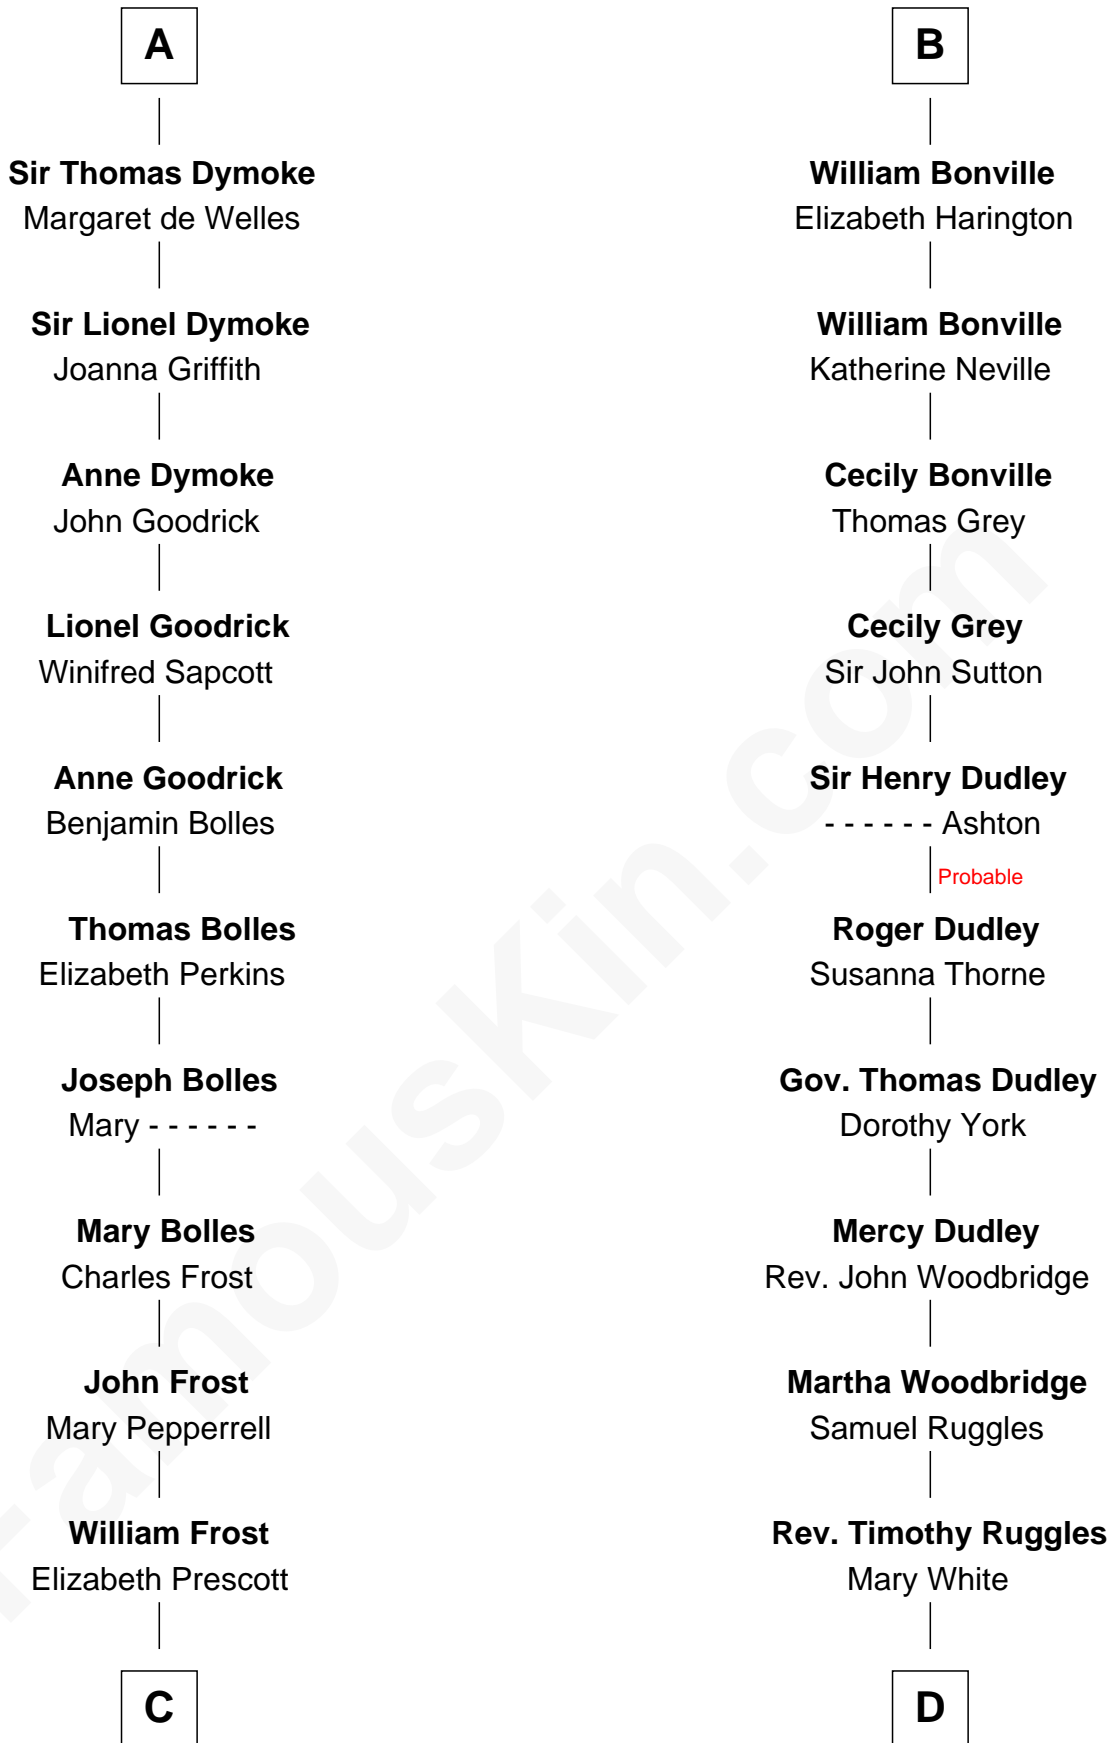 A
Sir Thomas Dymoke
Margaret de Welles
Sir Lionel Dymoke
Joanna Griffith
Anne Dymoke
John Goodrick
Lionel Goodrick
Winifred Sapcott
Anne Goodrick
Benjamin Bolles
Thomas Bolles
Elizabeth Perkins
Joseph Bolles
Mary - - - - - -
Mary Bolles
Charles Frost
John Frost
Mary Pepperrell
William Frost
Elizabeth Prescott
C
B
William Bonville
Elizabeth Harington
William Bonville
Katherine Neville
Cecily Bonville
Thomas Grey
Cecily Grey
Sir John Sutton
Sir Henry Dudley
- - - - - - Ashton
Probable
Roger Dudley
Susanna Thorne
Gov. Thomas Dudley
Dorothy York
Mercy Dudley
Rev. John Woodbridge
Martha Woodbridge
Samuel Ruggles
Rev. Timothy Ruggles
Mary White
D
FamousKin.com